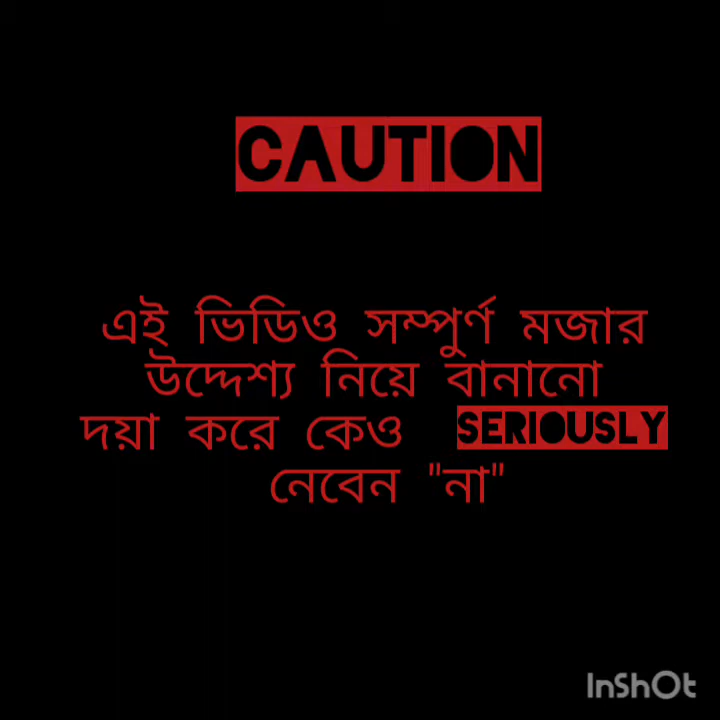 CAUTION
এই ভিডিও সম্পুর্ণ মজার
উদ্দেশ্য নিয়ে বানানো
দয়া করে কেও SERIOUSLY
নেবেন "না"
InShOt